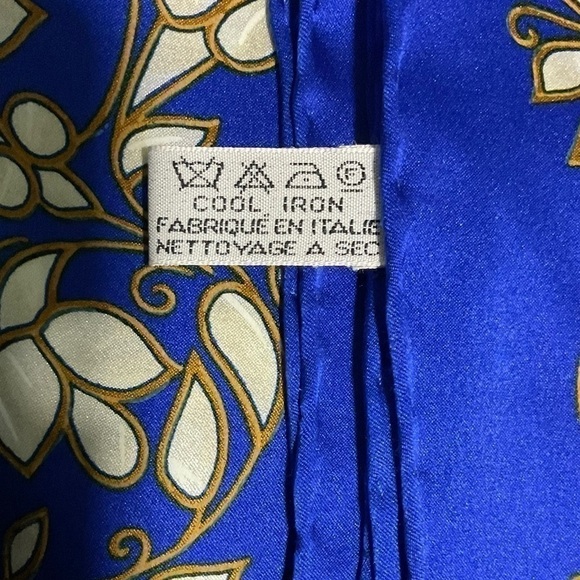 COOL IRON
FABRIQUÉ EN ITALIE
NETTOYAGE A SEC